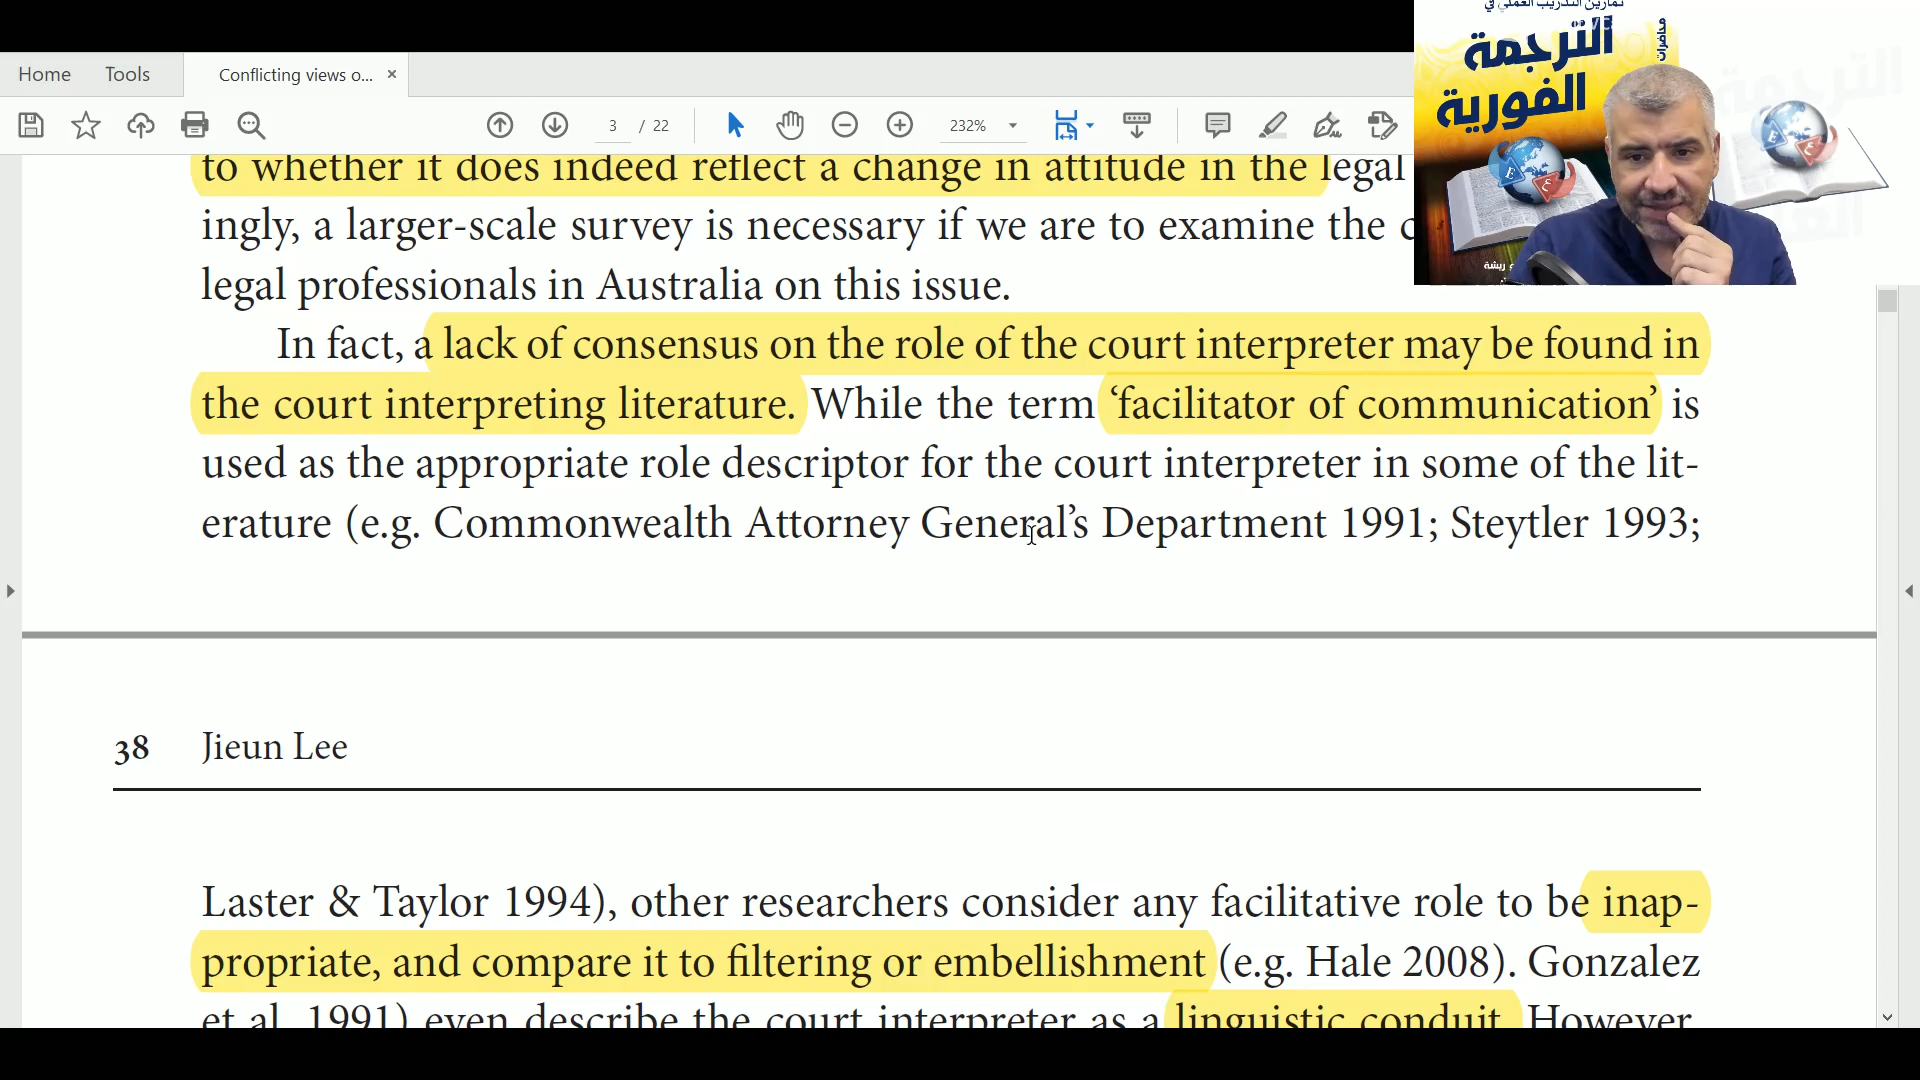 Home
Tools
Conflicting views o...
3 / 22
232%
تمارين التدريب العملي في
محاضرات
الترجمة
الفورية
E
ع
to whether it does indeed reflect a change in attitude in the legal
ingly, a larger-scale survey is necessary if we are to examine the c
legal professionals in Australia on this issue.
In fact, a lack of consensus on the role of the court interpreter may be found in
the court interpreting literature. While the term ‘facilitator of communication’ is
used as the appropriate role descriptor for the court interpreter in some of the lit-
erature (e.g. Commonwealth Attorney General’s Department 1991; Steytler 1993;
38 Jieun Lee
Laster & Taylor 1994), other researchers consider any facilitative role to be inap-
propriate, and compare it to filtering or embellishment (e.g. Hale 2008). Gonzalez
et al. 1991) even describe the court interpreter as a linguistic conduit. However,